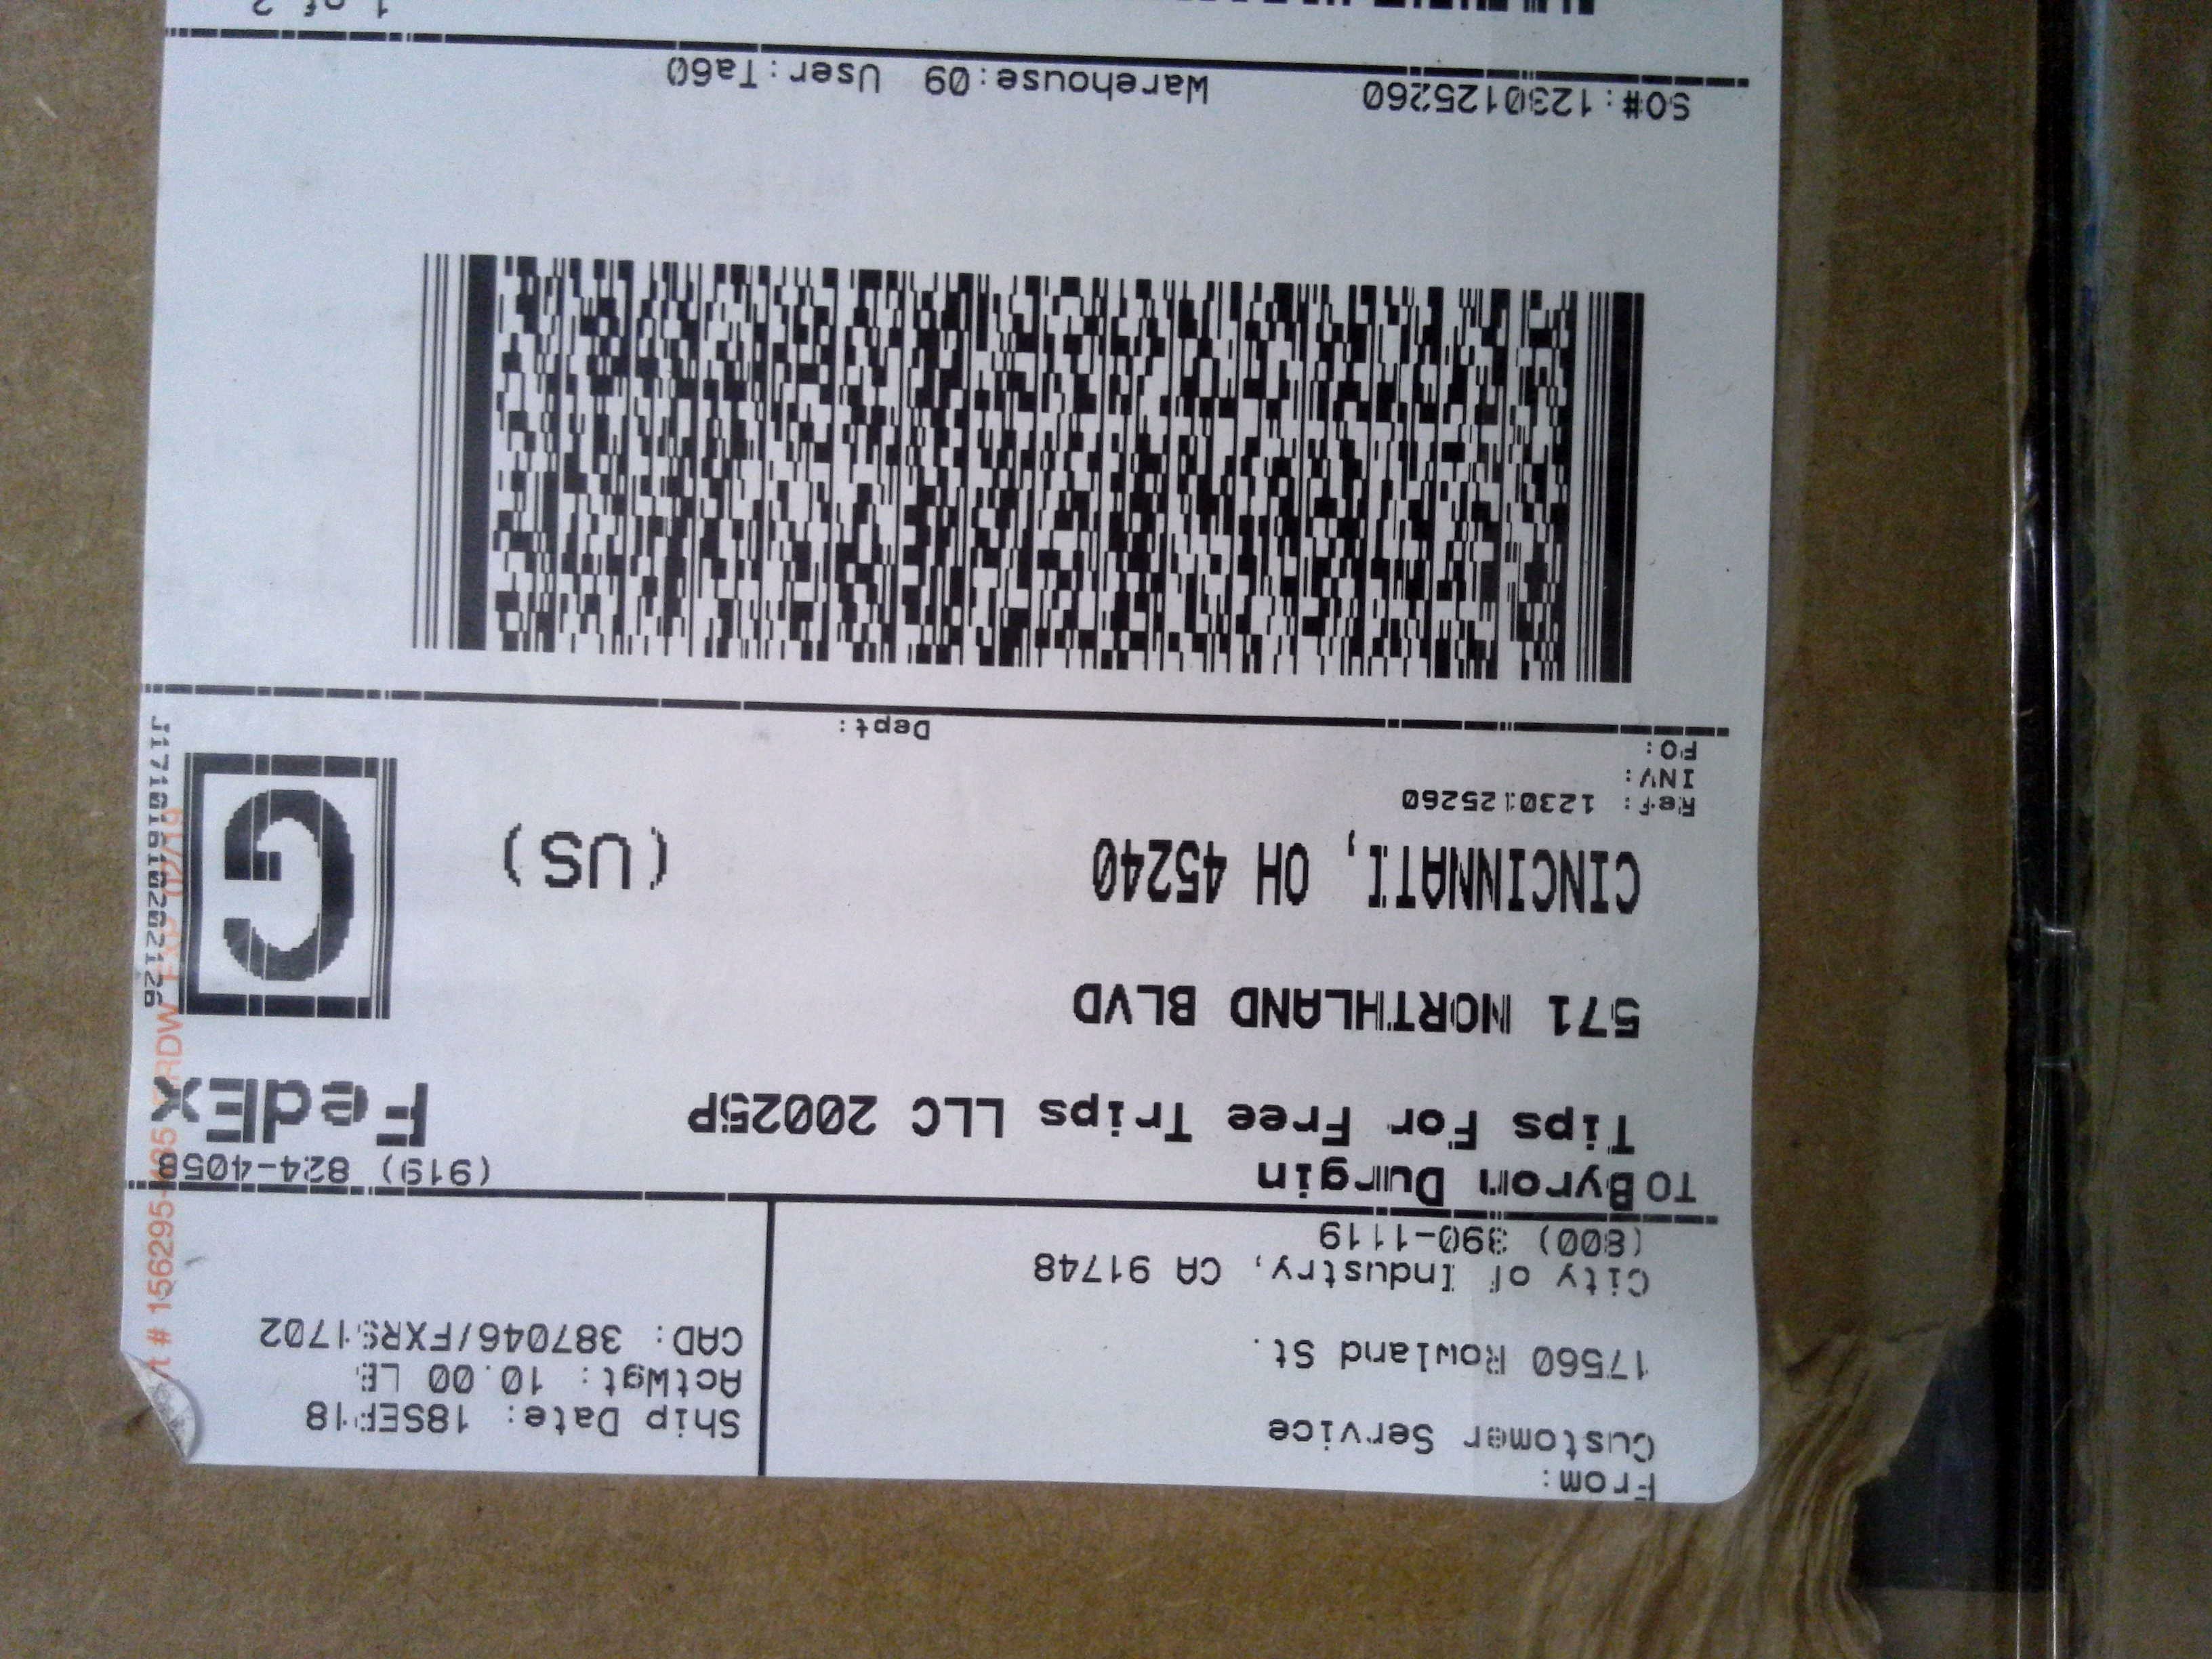 From:
Customer Service
17560 Rowland St.
City of Industry, CA 91748
(800) 390-1119
Ship Date: 18SEP18
ActWgt: 10.00 LB
CAD: 387046/FXRS1702
TO Byron Durgin
Tips For Free Trips LLC 20025P
571 NORTHLAND BLVD
CINCINNATI, OH 45240
(US)
(919) 824-4058
FedEx
G
Ref: 1230125260
INV:
PO:
Dept:
J17101610202126
SO#:1230125260 Warehouse:09 User:Ta60
1 of 2